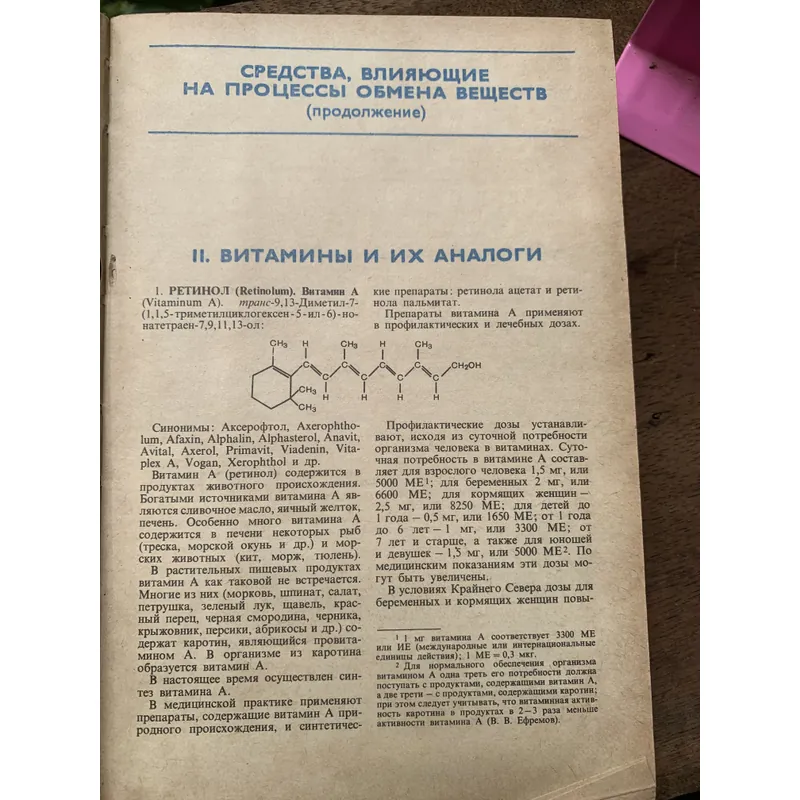 СРЕДСТВА, ВЛИЯЮЩИЕ
НА ПРОЦЕССЫ ОБМЕНА ВЕЩЕСТВ
(продолжение)
II. ВИТАМИНЫ И ИХ АНАЛОГИ
1. РЕТИНОЛ (Retinolum). Витамин А
(Vitaminum A). транс-9,13-Диметил-7-
(1,1,5-триметилциклогексен-5-ил-6)-но-
натетраен-7,9,11,13-ол:
кие препараты: ретинола ацетат и рети-
нола пальмитат.
Препараты витамина А применяют
в профилактических и лечебных дозах.
CH₃ H CH₃ H CH₃
C C C C CH₂OH
C C C C
CH₃ H H H H
CH₃
Синонимы: Аксерофтол, Axerophtho-
lum, Afaxin, Alphalin, Alphasterol, Anavit,
Avital, Axerol, Primavit, Viadenin, Vita-
plex A, Vogan, Xerophthol и др.
Витамин А (ретинол) содержится в
продуктах животного происхождения.
Богатыми источниками витамина А яв-
ляются сливочное масло, яичный желток,
печень. Особенно много витамина А
содержится в печени некоторых рыб
(треска, морской окунь и др.) и мор-
ских животных (кит, морж, тюлень).
В растительных пищевых продуктах
витамин А как таковой не встречается.
Многие из них (морковь, шпинат, салат,
петрушка, зеленый лук, щавель, крас-
ный перец, черная смородина, черника,
крыжовник, персики, абрикосы и др.) со-
держат каротин, являющийся провита-
мином А. В организме из каротина
образуется витамин А.
В настоящее время осуществлен син-
тез витамина А.
В медицинской практике применяют
препараты, содержащие витамин А при-
родного происхождения, и синтетичес-
Профилактические дозы устанавли-
вают, исходя из суточной потребности
организма человека в витаминах. Суто-
чная потребность в витамине А состав-
ляет для взрослого человека 1,5 мг, или
5000 МЕ¹; для беременных 2 мг, или
6600 МЕ; для кормящих женщин –
2,5 мг, или 8250 МЕ; для детей до
1 года – 0,5 мг, или 1650 МЕ; от 1 года
до 6 лет – 1 мг, или 3300 МЕ; от
7 лет и старше, а также для юношей
и девушек – 1,5 мг, или 5000 МЕ². По
медицинским показаниям эти дозы мо-
гут быть увеличены.
В условиях Крайнего Севера дозы для
беременных и кормящих женщин повы-
¹ 1 мг витамина А соответствует 3300 МЕ
или ИЕ (международные или интернациональные
единицы действия); 1 МЕ = 0,3 мкг.
² Для нормального обеспечения организма
витамином А одна треть его потребности должна
поступать с продуктами, содержащими витамин А,
а две трети – с продуктами, содержащими каротин;
при этом следует учитывать, что витаминная актив-
ность каротина в продуктах в 2–3 раза меньше
активности витамина А (В. В. Ефремов).